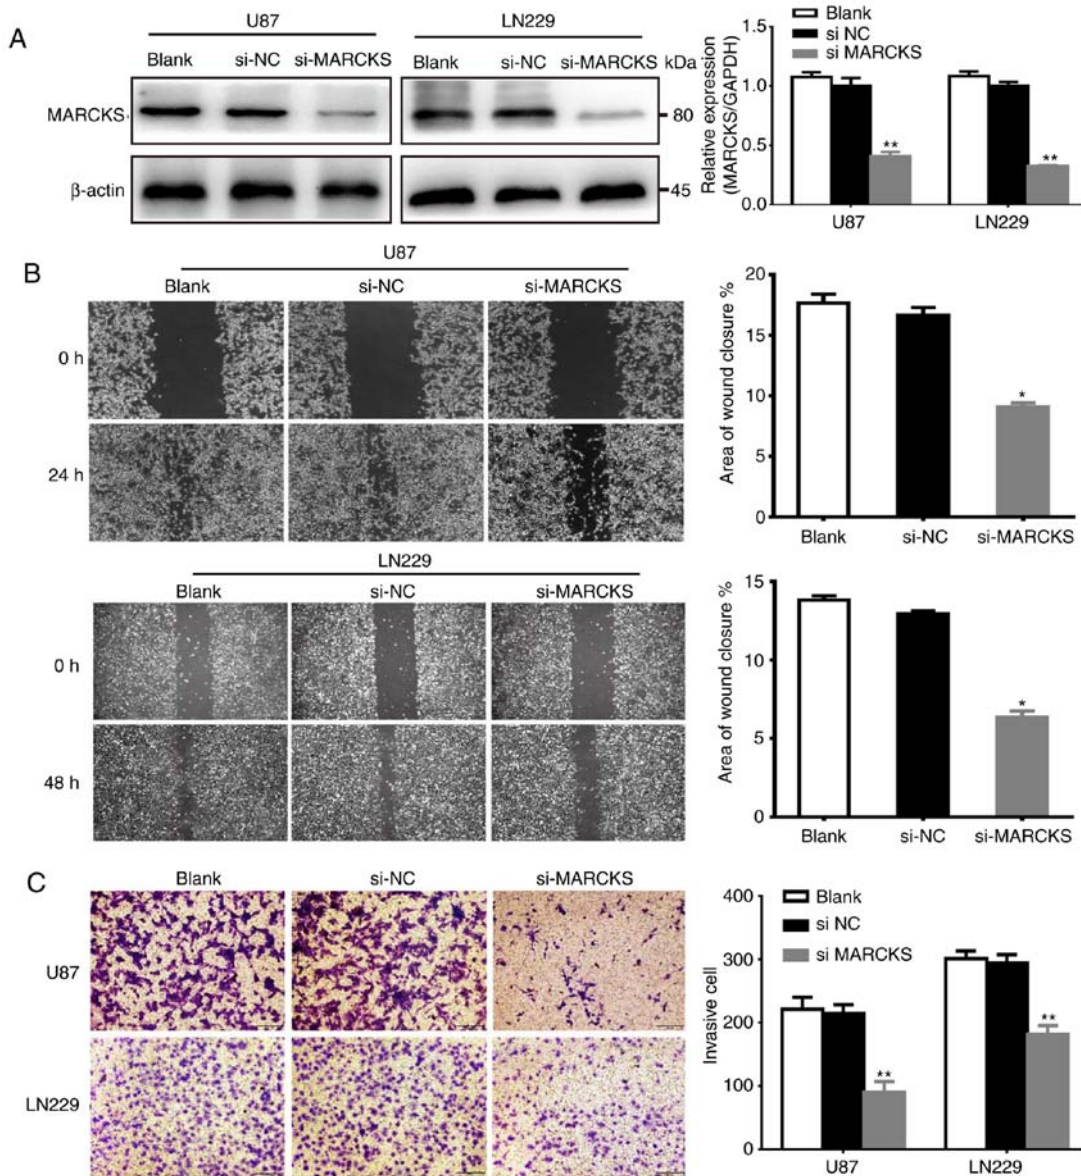 A
U87
LN229
Blank
si-NC
si-MARCKS
Blank
si-NC
si-MARCKS
kDa
MARCKS
80
β-actin
45
Blank
si NC
si MARCKS
Relative expression
(MARCKS/GAPDH)
1.5
1.0
0.5
0.0
**
**
U87
LN229
B
U87
Blank
si-NC
si-MARCKS
0 h
24 h
Area of wound closure %
20
15
10
5
0
*
Blank
si-NC
si-MARCKS
LN229
Blank
si-NC
si-MARCKS
0 h
48 h
Area of wound closure %
15
10
5
0
*
Blank
si-NC
si-MARCKS
C
Blank
si-NC
si-MARCKS
U87
LN229
Blank
si NC
si MARCKS
Invasive cell
400
300
200
100
0
**
**
U87
LN229